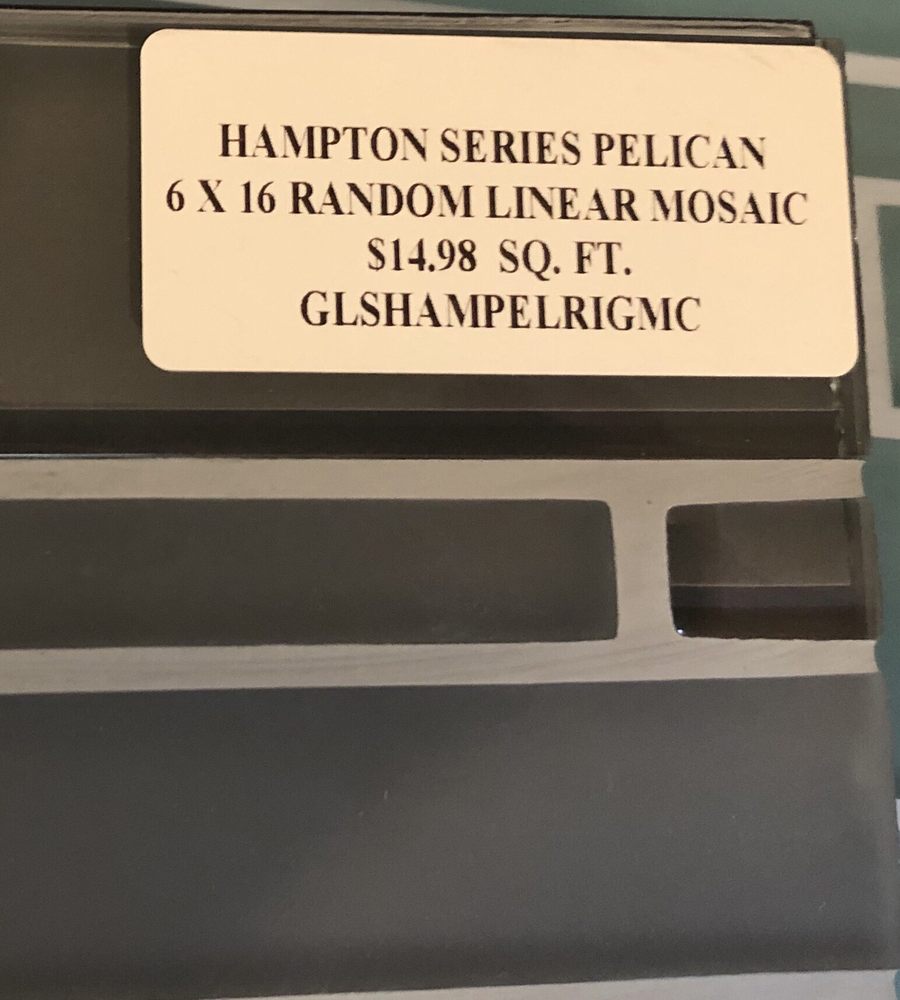 HAMPTON SERIES PELICAN
6 X 16 RANDOM LINEAR MOSAIC
$14.98 SQ. FT.
GLSHAMPELRIGMC